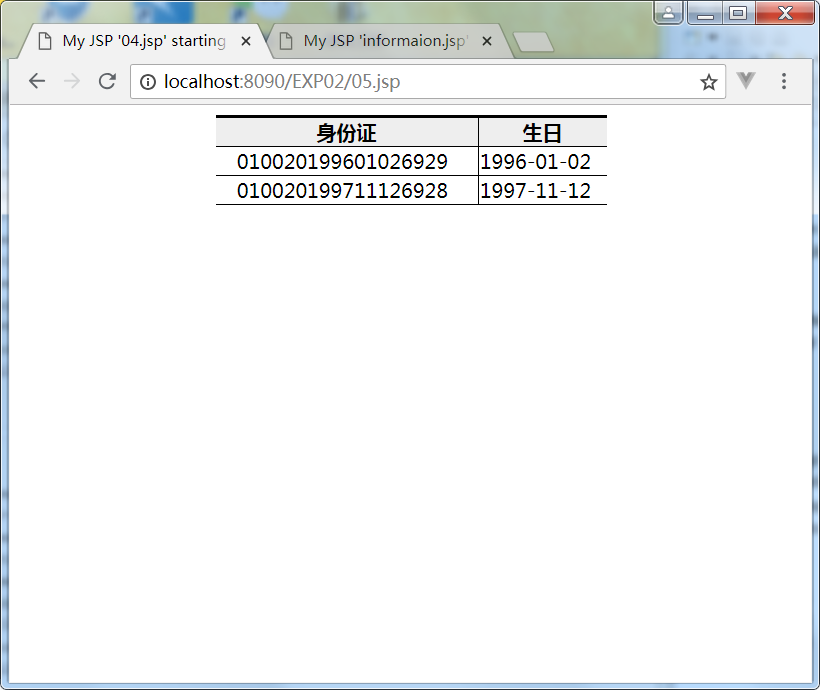 My JSP '04.jsp' starting
My JSP 'informaion.jsp'
localhost:8090/EXP02/05.jsp
身份证 生日
010020199601026929 1996-01-02
010020199711126928 1997-11-12